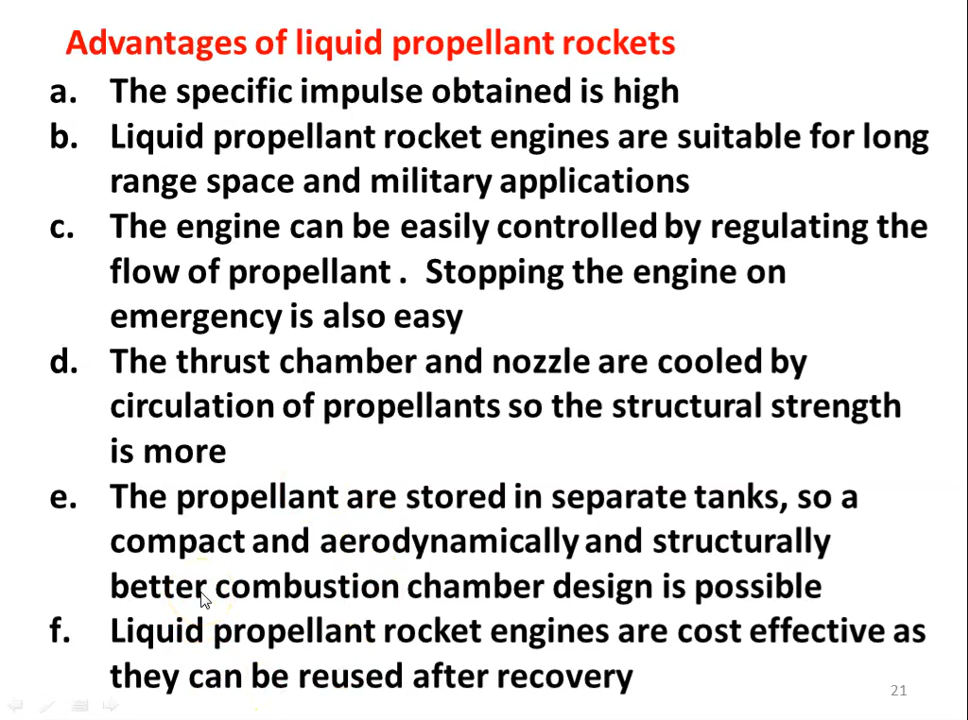 Advantages of liquid propellant rockets
a. The specific impulse obtained is high
b. Liquid propellant rocket engines are suitable for long
range space and military applications
c. The engine can be easily controlled by regulating the
flow of propellant . Stopping the engine on
emergency is also easy
d. The thrust chamber and nozzle are cooled by
circulation of propellants so the structural strength
is more
e. The propellant are stored in separate tanks, so a
compact and aerodynamically and structurally
better combustion chamber design is possible
f. Liquid propellant rocket engines are cost effective as
they can be reused after recovery
21